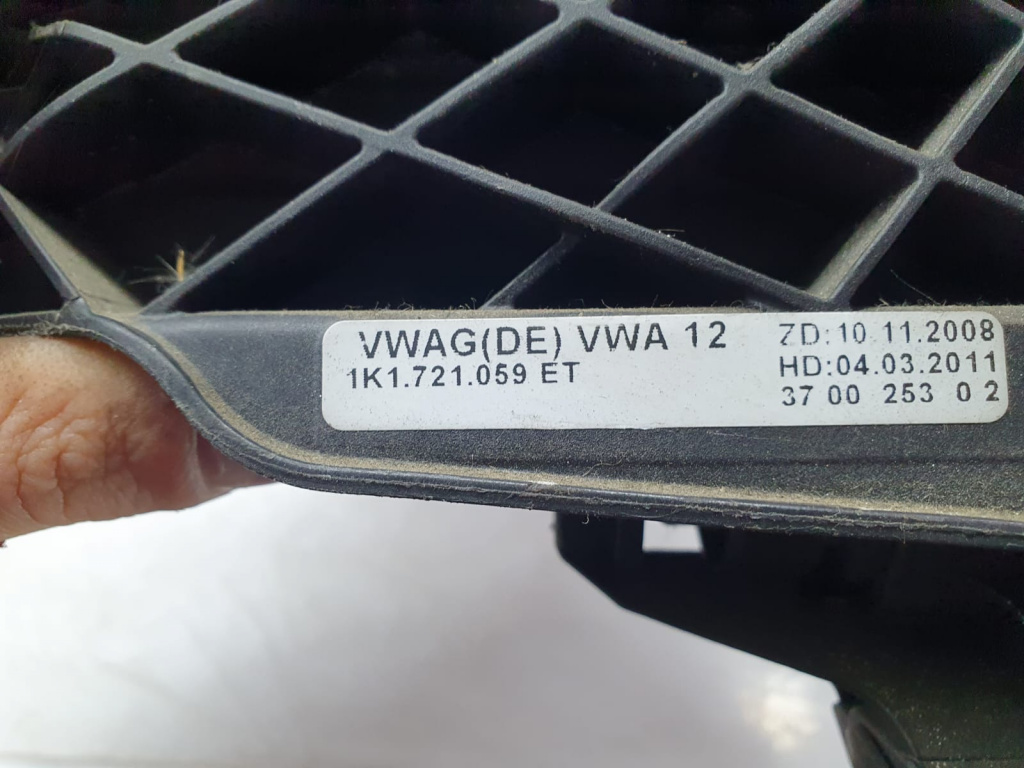 VWAG(DE) VWA 12 ZD:10.11.2008
1K1.721.059 ET HD:04.03.2011
37 00 253 0 2